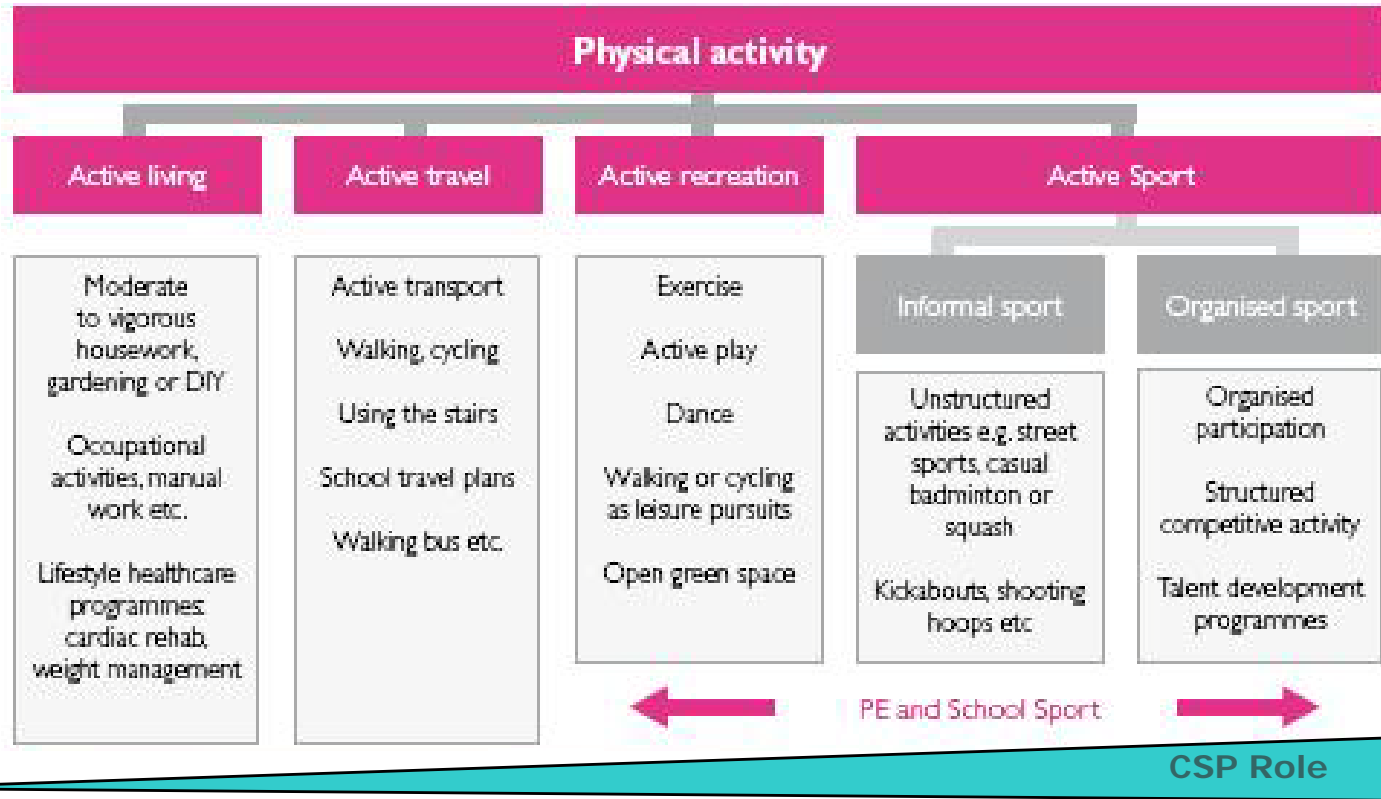 Physical activity
Active living
Active travel
Active recreation
Active Sport
Moderate
to vigorous
housework,
gardening or DIY
Occupational
activities, manual
work etc.
Lifestyle healthcare
programmes:
cardiac rehab,
weight management
Active transport
Walking, cycling
Using the stairs
School travel plans
Walking bus etc.
Exercise
Active play
Dance
Walking or cycling
as leisure pursuits
Open green space
Informal sport
Unstructured
activities e.g. street
sports, casual
badminton or
squash
Kickabouts, shooting
hoops etc
Organised sport
Organised
participation
Structured
competitive activity
Talent development
programmes
PE and School Sport
CSP Role